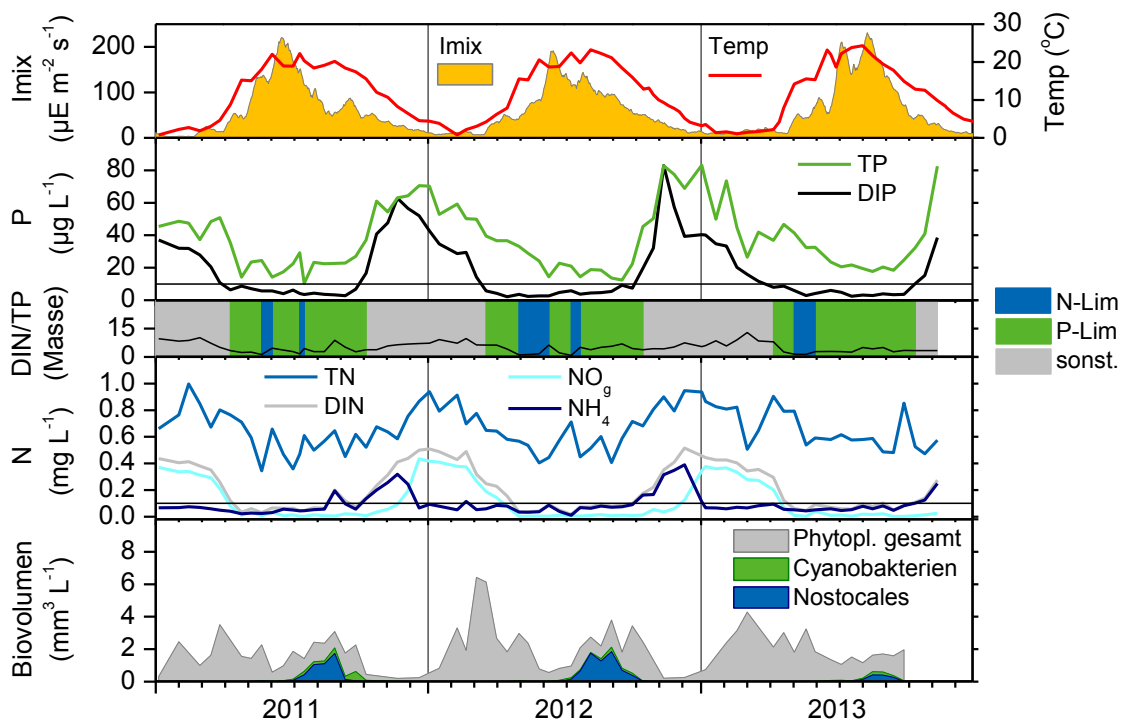 Imix
(µE m⁻² s⁻¹)
200
100
0
Imix
Temp
30
20
10
0
Temp (⁰C)
P
(µg L⁻¹)
80
60
40
20
0
TP
DIP
DIN/TP
(Masse)
30
15
0
N-Lim
P-Lim
sonst.
N
(mg L⁻¹)
1.0
0.8
0.6
0.4
0.2
0.0
TN
DIN
NOg
NH₄
Biovolumen
(mm³ L⁻¹)
8
6
4
2
0
Phytopl. gesamt
Cyanobakterien
Nostocales
2011
2012
2013